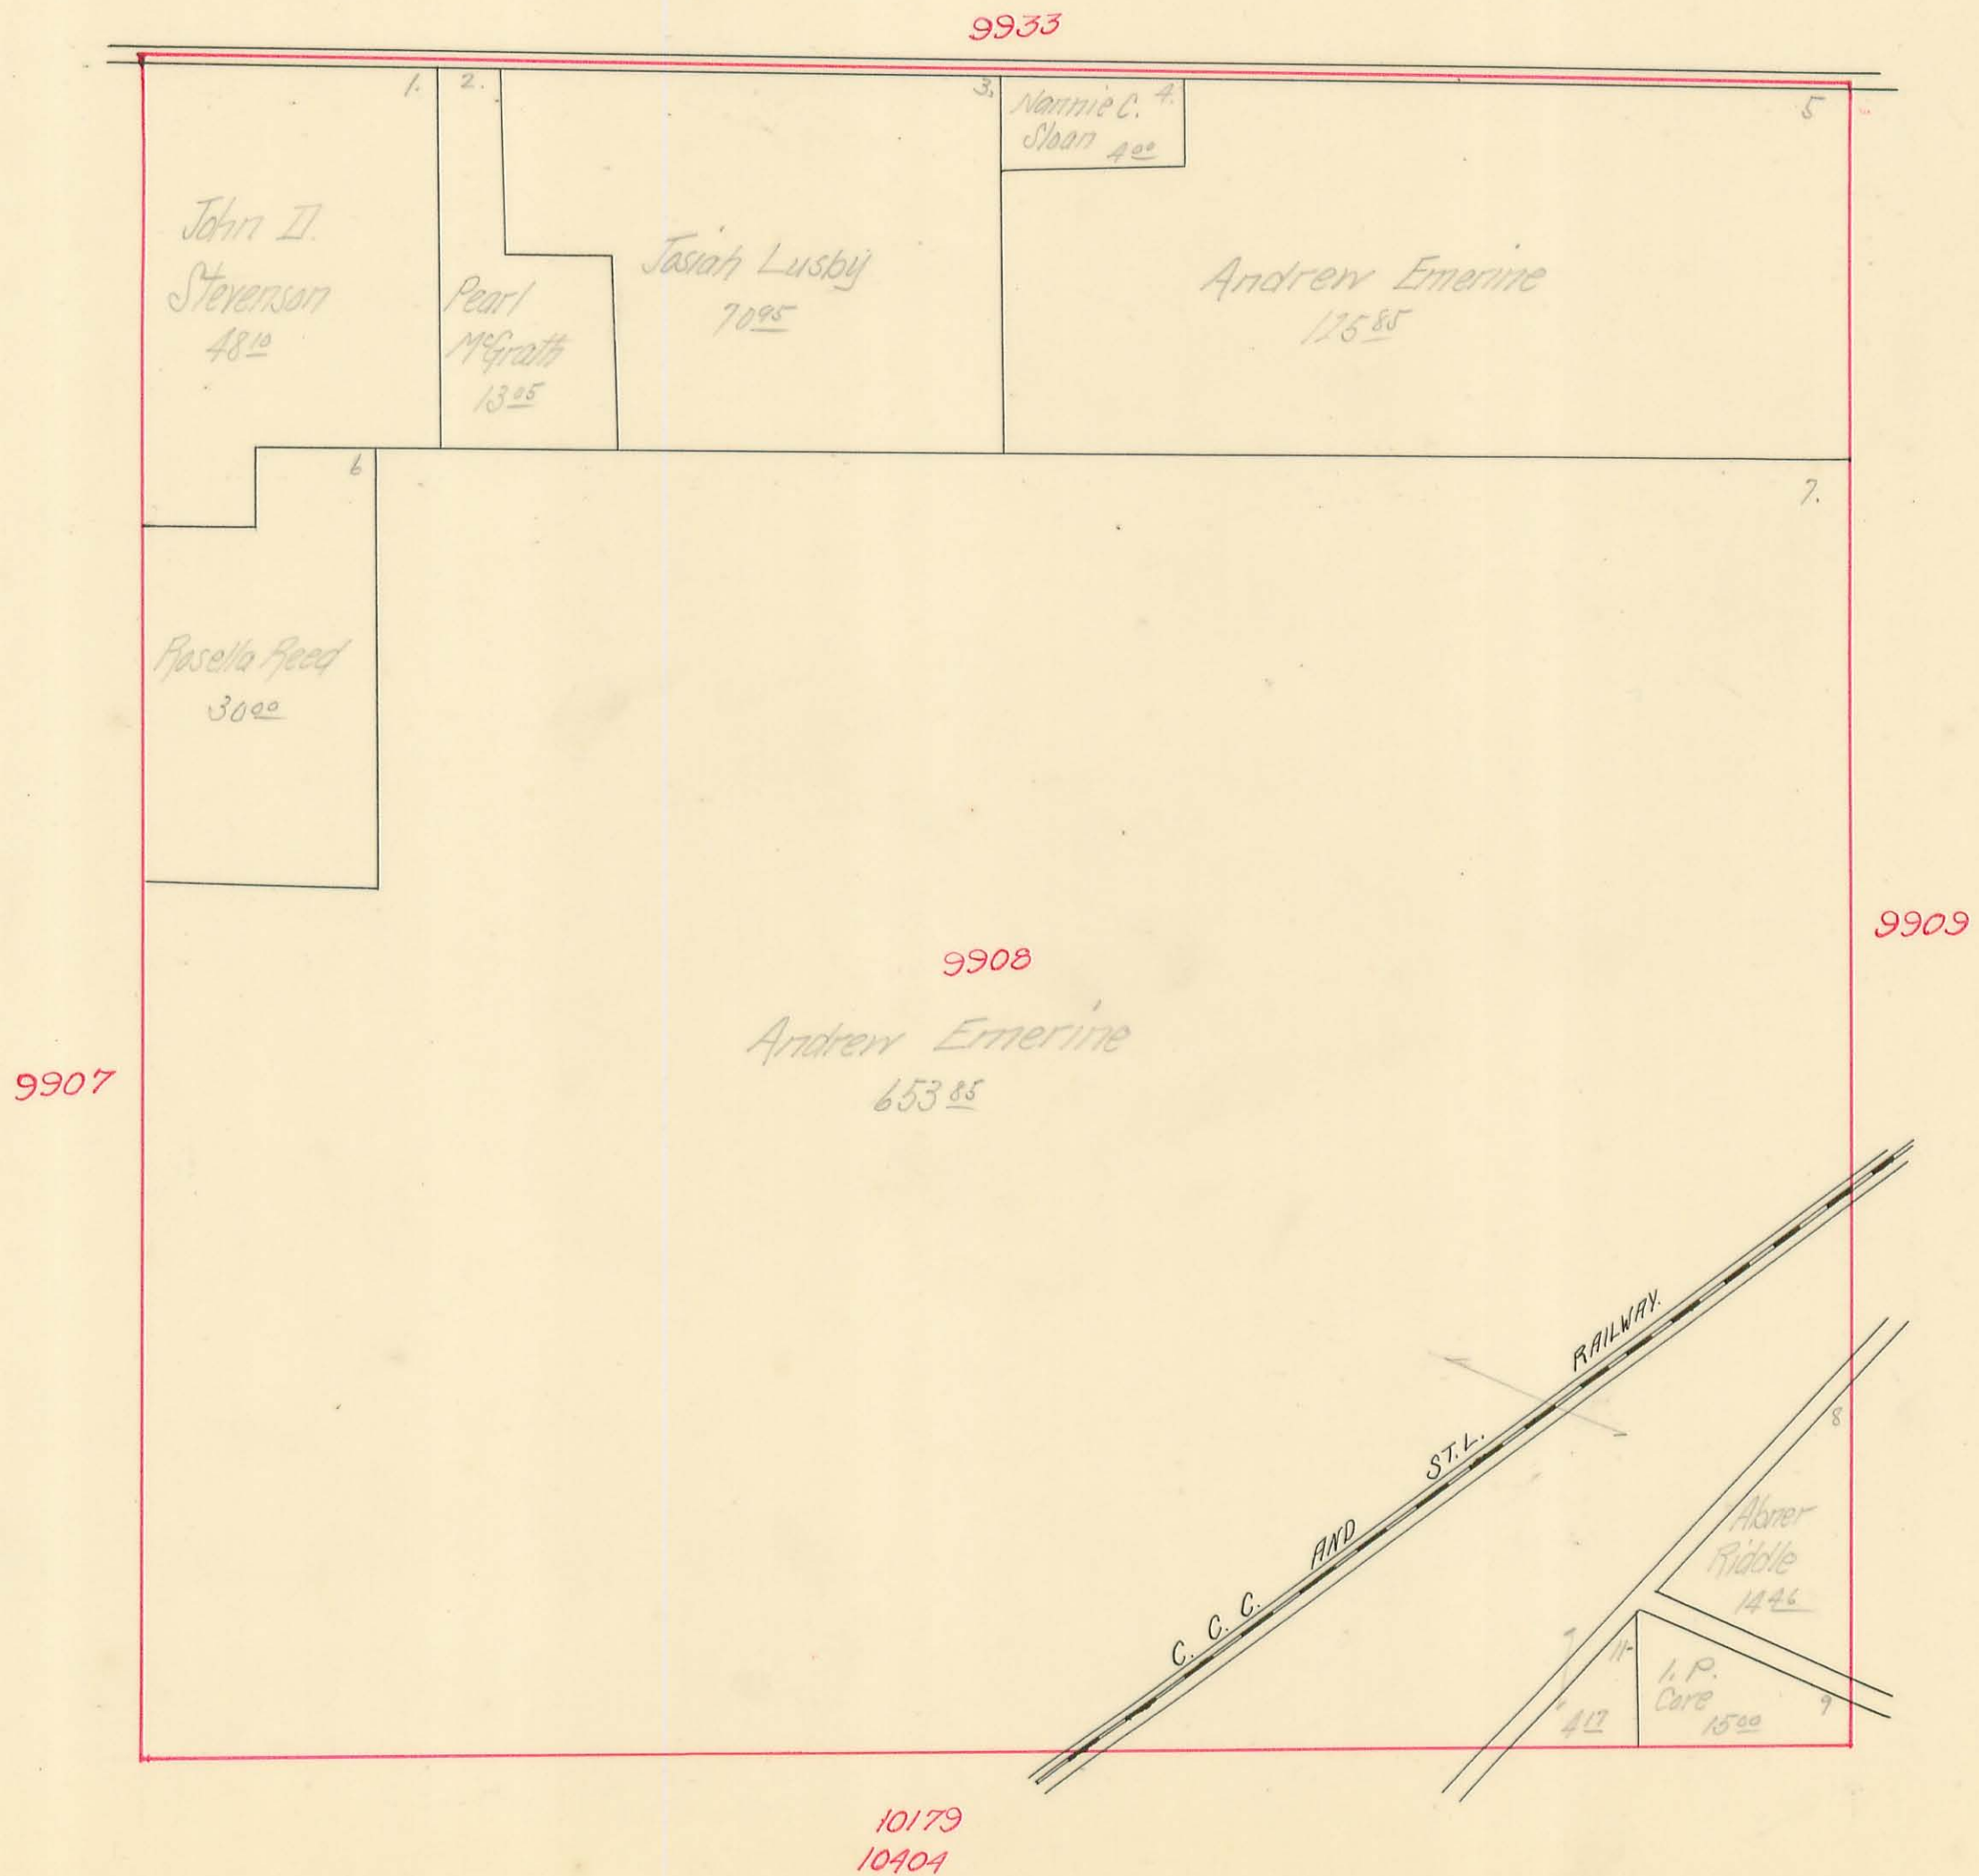 9933
1.
2.
3.
4.
5
Nannie C.
Sloan 4 00
John D.
Stevenson
48 10
Pearl
McGrath
13 05
Josiah Lusby
70 95
Andrew Emerine
125 85
6
7.
Rosella Reed
30 00
9908
9909
Andrew Emerine
653 85
9907
C. C. C. AND ST. L. RAILWAY.
8
Abner
Riddle
14 46
11
4 17
I. P.
Core
15 00
9
10179
10404